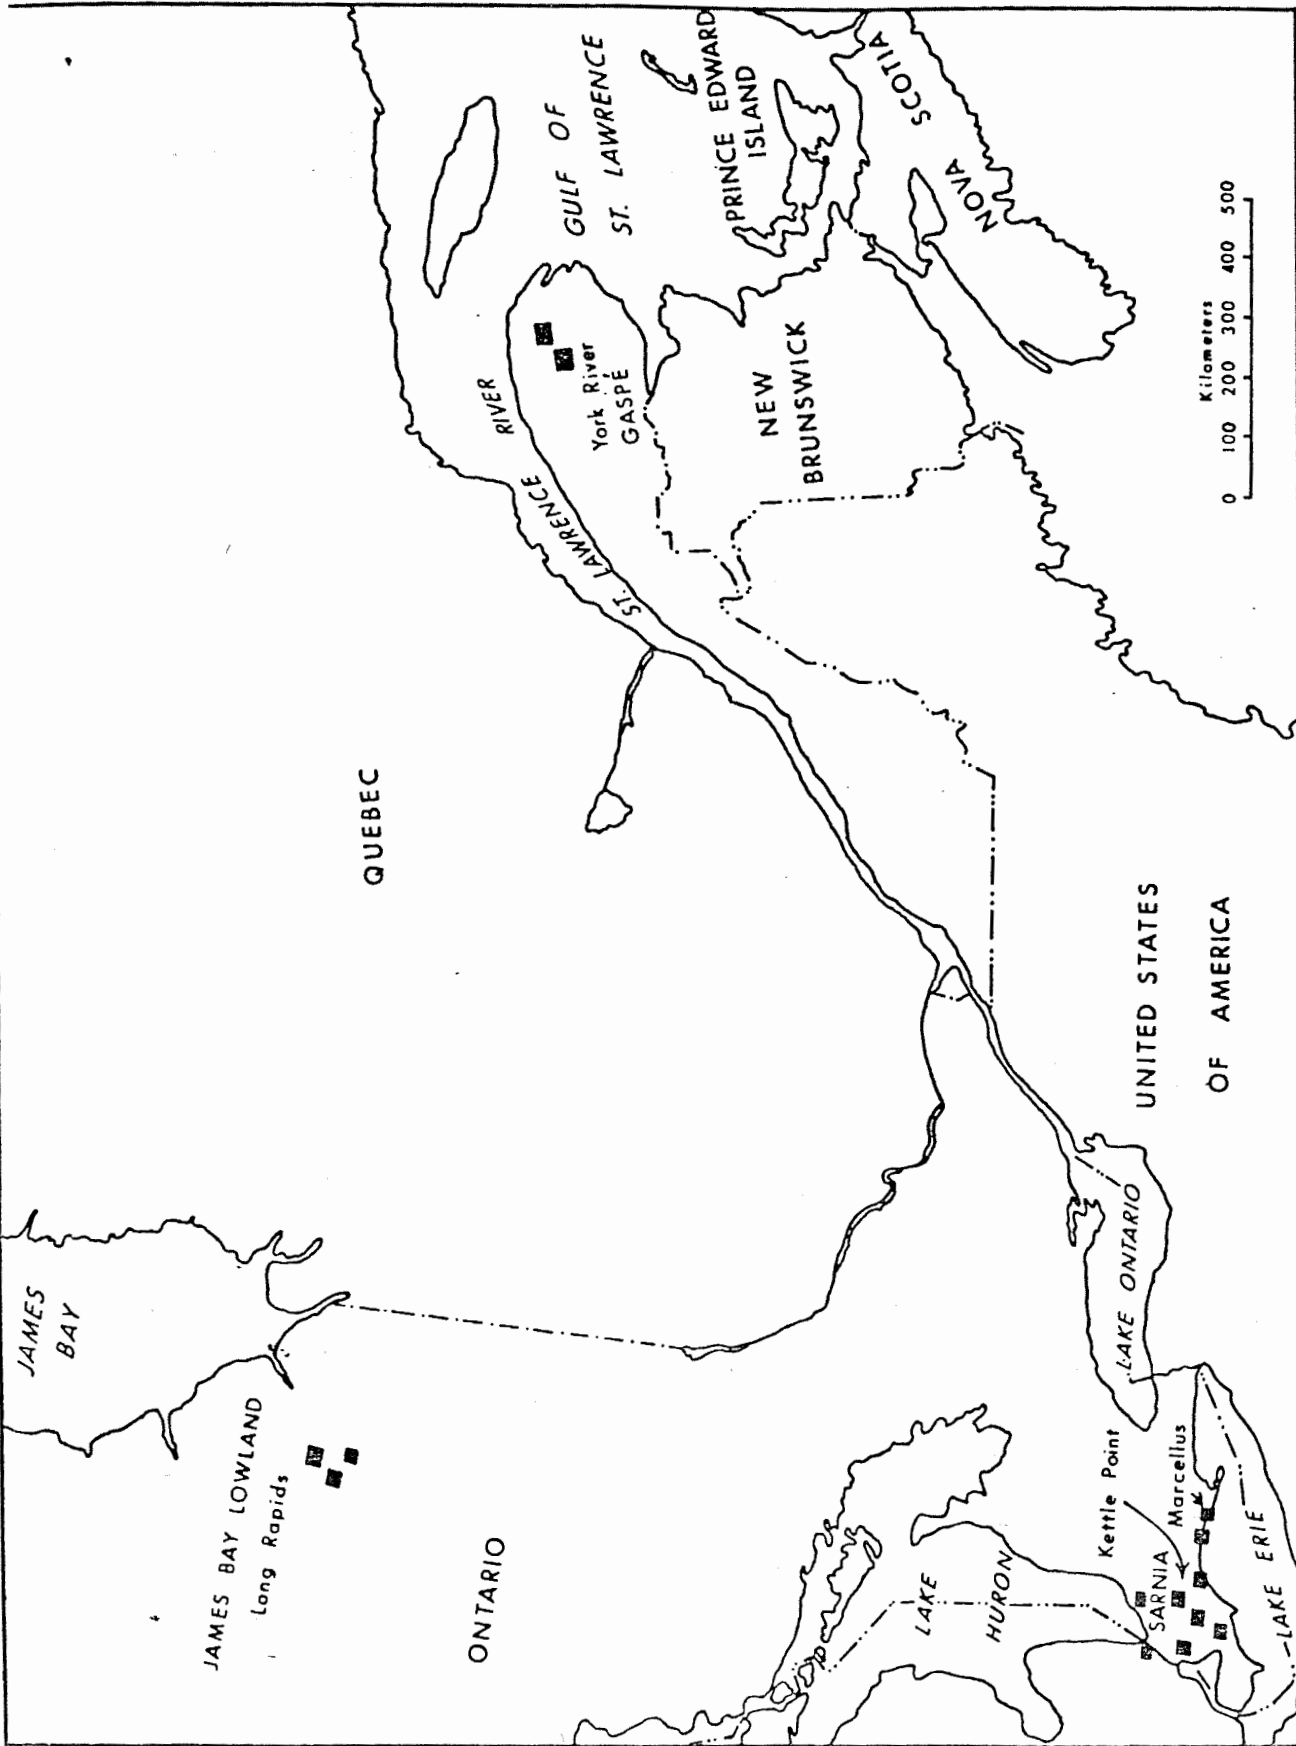 JAMES
BAY
JAMES BAY LOWLAND
Long Rapids
QUEBEC
ONTARIO
ST. LAWRENCE RIVER
GULF OF
ST. LAWRENCE
York River
GASPÉ
PRINCE EDWARD
ISLAND
NEW
BRUNSWICK
NOVA SCOTIA
LAKE
HURON
Kettle Point
Marcellus
SARNIA
LAKE ERIE
LAKE ONTARIO
UNITED STATES
OF AMERICA
Kilometers
0 100 200 300 400 500